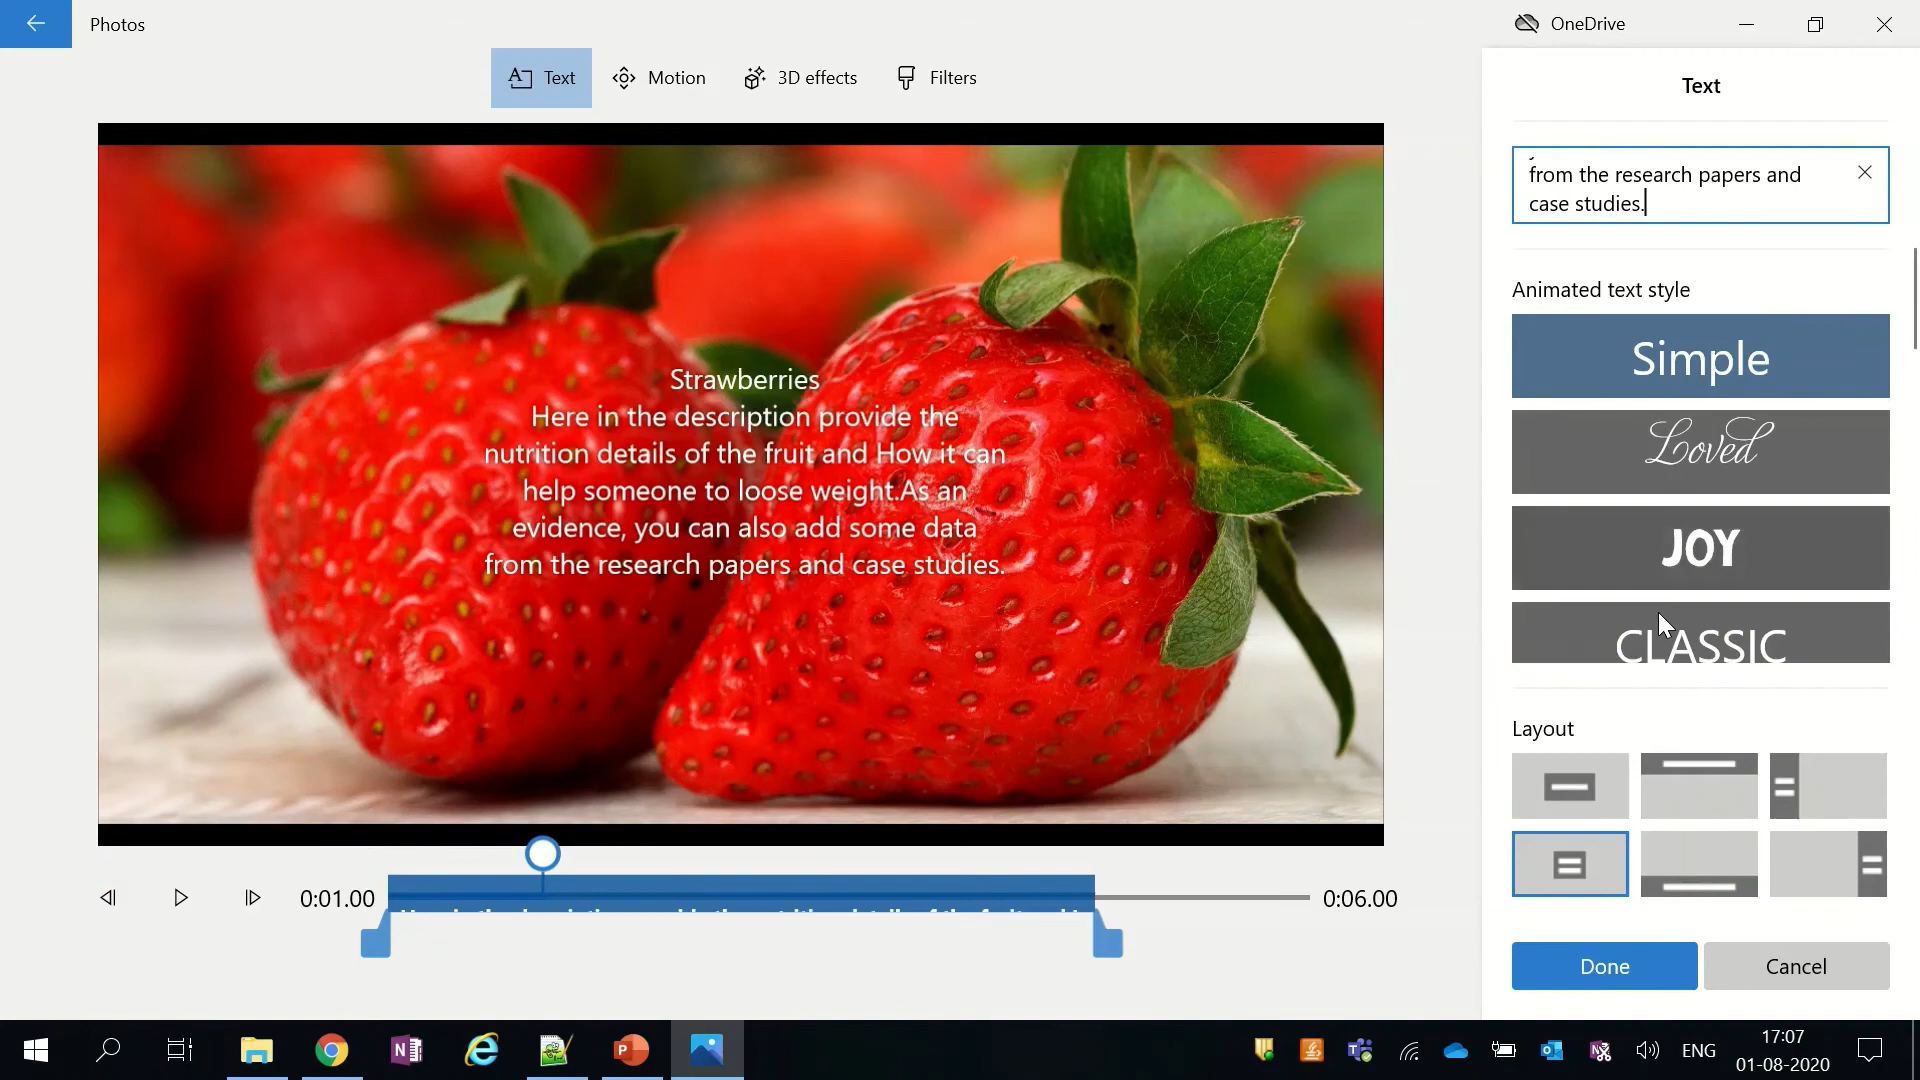 Photos
OneDrive
Text
Motion
3D effects
Filters
Text
from the research papers and
case studies.
Animated text style
Simple
Loved
JOY
CLASSIC
Strawberries
Here in the description provide the
nutrition details of the fruit and How it can
help someone to loose weight.As an
evidence, you can also add some data
from the research papers and case studies.
Layout
0:01.00
0:06.00
Done
Cancel
ENG
17:07
01-08-2020